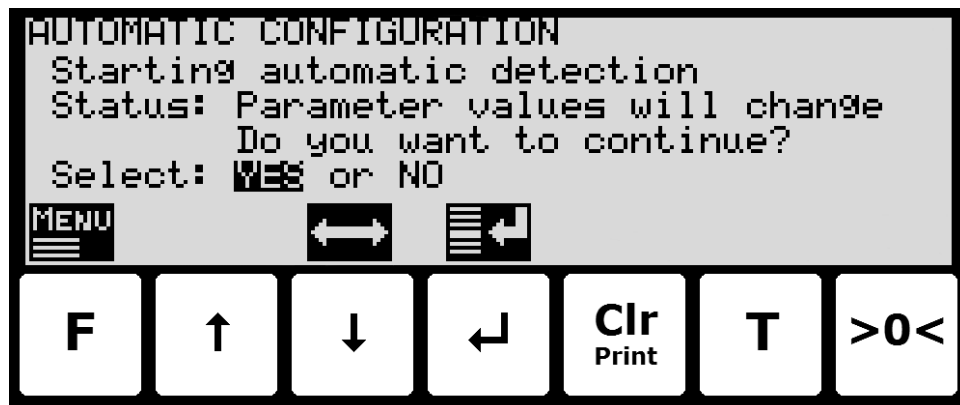 AUTOMATIC CONFIGURATION
Starting automatic detection
Status: Parameter values will change
Do you want to continue?
Select: YES or NO
MENU
F ↑ ↓ ↵ Clr T >0<
Print